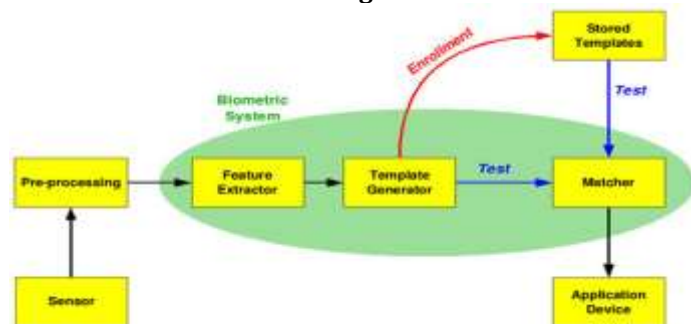 Stored
Templates
Enrollment
Test
Biometric
System
Pre-processing
Feature
Extractor
Template
Generator
Test
Matcher
Sensor
Application
Device